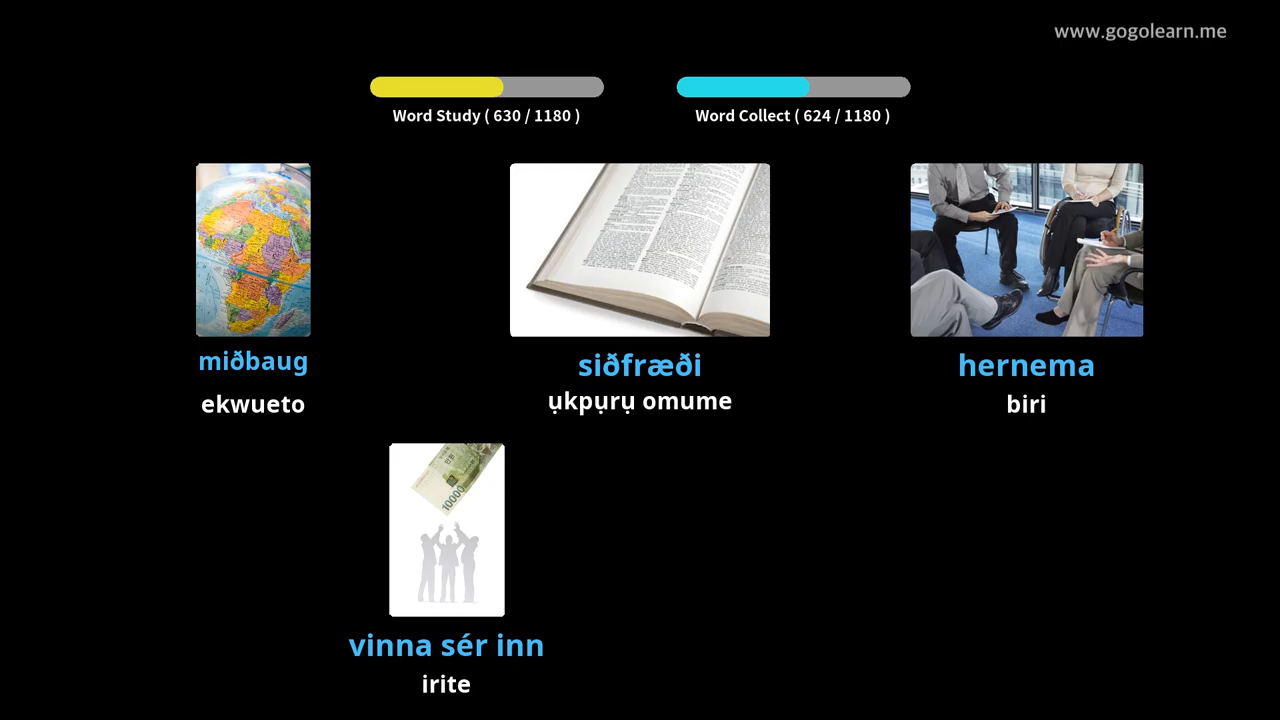 www.gogolearn.me
Word Study ( 630 / 1180 )
Word Collect ( 624 / 1180 )
miðbaug
ekwueto
siðfræði
ụkpụrụ omume
hernema
biri
10000
vinna sér inn
irite